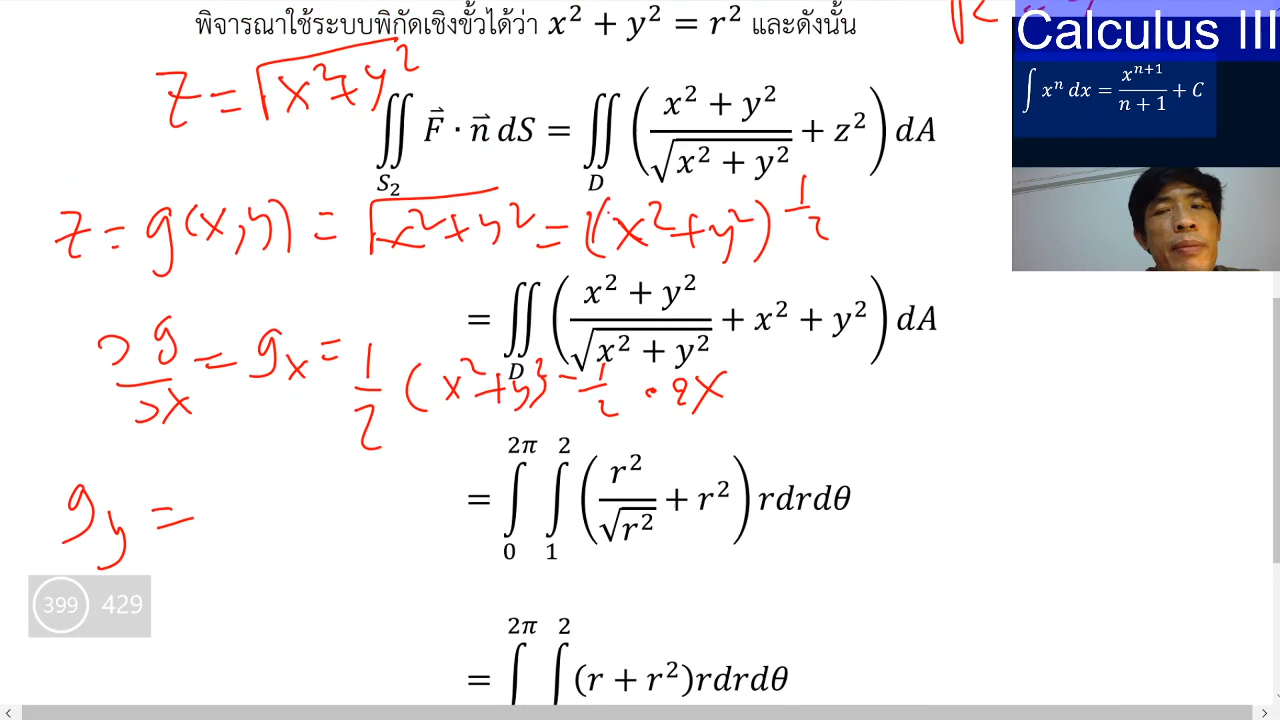 พิจารณาใช้ระบบพิกัดเชิงขั้วได้ว่า x² + y² = r² และดังนั้น
Calculus III
∫ xⁿ dx = xⁿ⁺¹/(n + 1) + C
z = √(x²+y²)
∬_{S₂} F⃗ · n⃗ dS = ∬_D ( (x² + y²)/√(x² + y²) + z² ) dA
z = g(x,y) = √(x²+y²) = (x²+y²)^{1/2}
= ∬_D ( (x² + y²)/√(x² + y²) + x² + y² ) dA
∂g/∂x = g_x = 1/2 (x²+y²)^{-1/2} · 2x
= ∫₀^{2π} ∫₁² ( r²/√r² + r² ) rdrdθ
g_y =
399 429
= ∫^{2π} ∫² (r + r²)rdrdθ